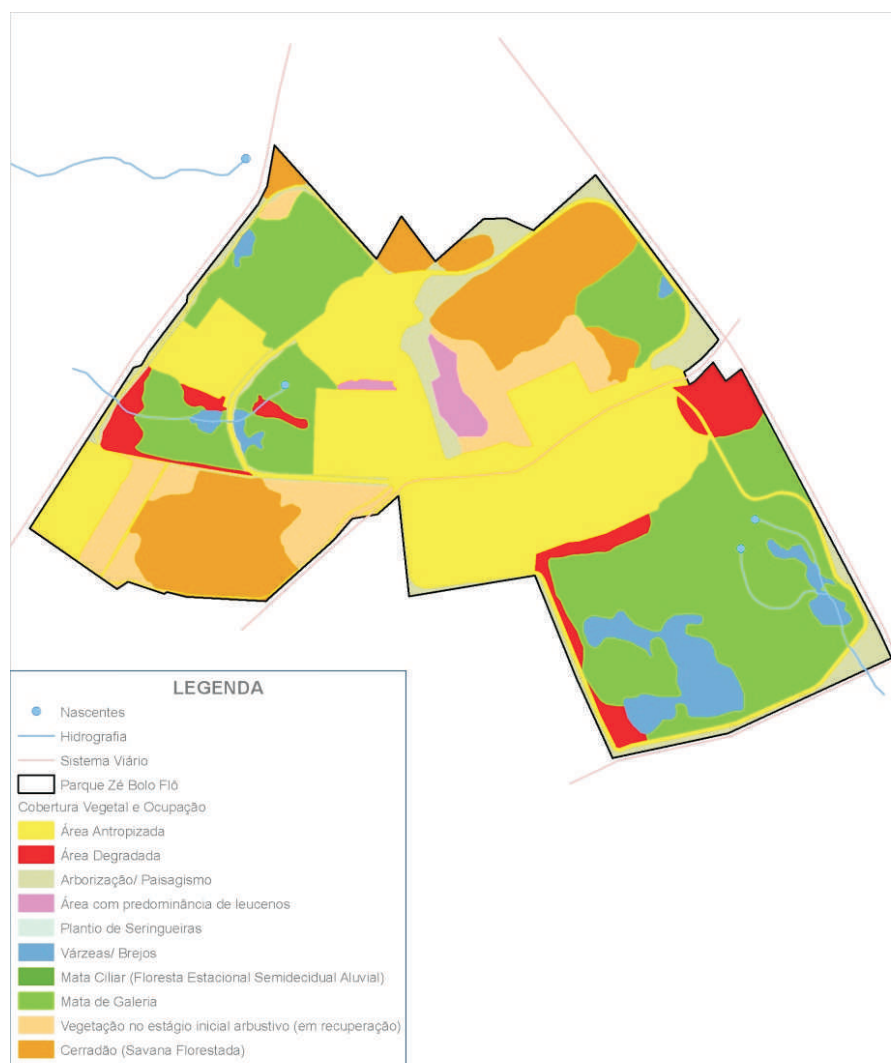 LEGENDA
Nascentes
Hidrografia
Sistema Viário
Parque Zé Bolo Flô
Cobertura Vegetal e Ocupação
Área Antropizada
Área Degradada
Arborização/ Paisagismo
Área com predominância de leucenos
Plantio de Seringueiras
Várzeas/ Brejos
Mata Ciliar (Floresta Estacional Semidecidual Aluvial)
Mata de Galeria
Vegetação no estágio inicial arbustivo (em recuperação)
Cerradão (Savana Florestada)